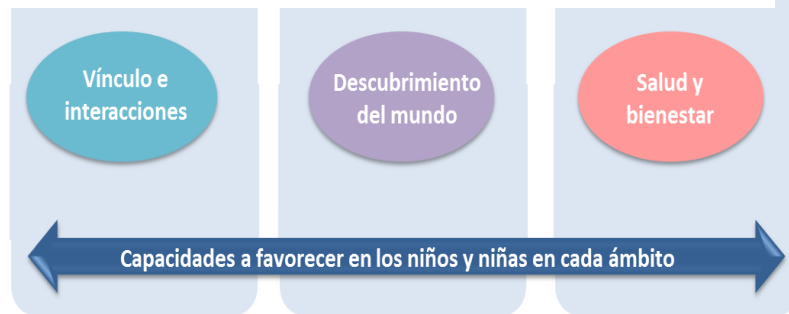 Vínculo e
interacciones
Descubrimiento
del mundo
Salud y
bienestar
Capacidades a favorecer en los niños y niñas en cada ámbito